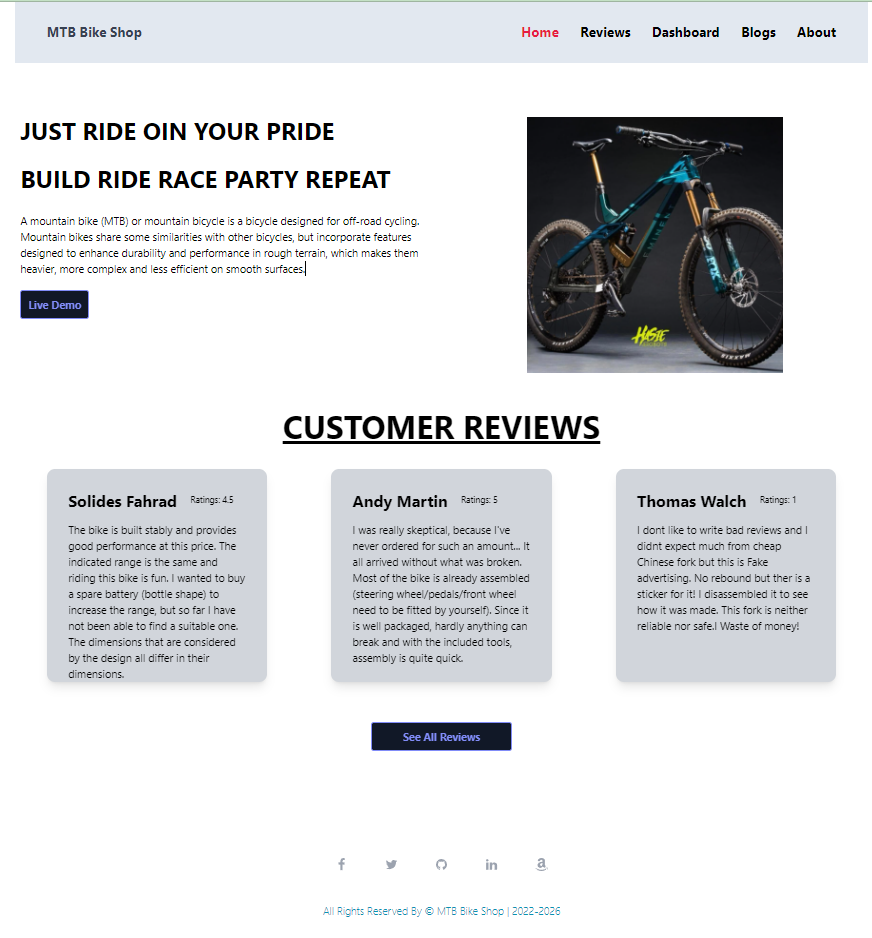 MTB Bike Shop
Home Reviews Dashboard Blogs About
JUST RIDE OIN YOUR PRIDE
BUILD RIDE RACE PARTY REPEAT
A mountain bike (MTB) or mountain bicycle is a bicycle designed for off-road cycling.
Mountain bikes share some similarities with other bicycles, but incorporate features
designed to enhance durability and performance in rough terrain, which makes them
heavier, more complex and less efficient on smooth surfaces.
Live Demo
MAXXIS
CUSTOMER REVIEWS
Solides Fahrad Ratings: 4.5
The bike is built stably and provides
good performance at this price. The
indicated range is the same and
riding this bike is fun. I wanted to buy
a spare battery (bottle shape) to
increase the range, but so far I have
not been able to find a suitable one.
The dimensions that are considered
by the design all differ in their
dimensions.
Andy Martin Ratings: 5
I was really skeptical, because I've
never ordered for such an amount... It
all arrived without what was broken.
Most of the bike is already assembled
(steering wheel/pedals/front wheel
need to be fitted by yourself). Since it
is well packaged, hardly anything can
break and with the included tools,
assembly is quite quick.
Thomas Walch Ratings: 1
I dont like to write bad reviews and I
didnt expect much from cheap
Chinese fork but this is Fake
advertising. No rebound but ther is a
sticker for it! I disassembled it to see
how it was made. This fork is neither
reliable nor safe.I Waste of money!
See All Reviews
All Rights Reserved By © MTB Bike Shop | 2022-2026